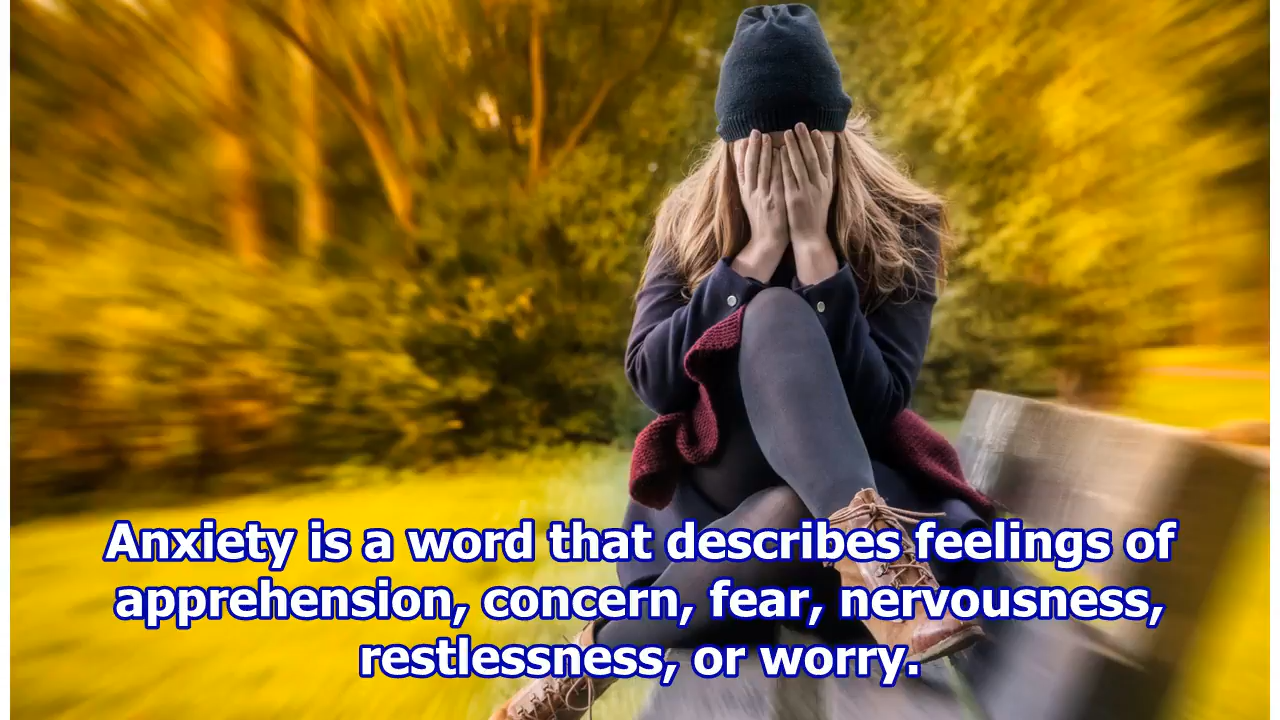 Anxiety is a word that describes feelings of
apprehension, concern, fear, nervousness,
restlessness, or worry.